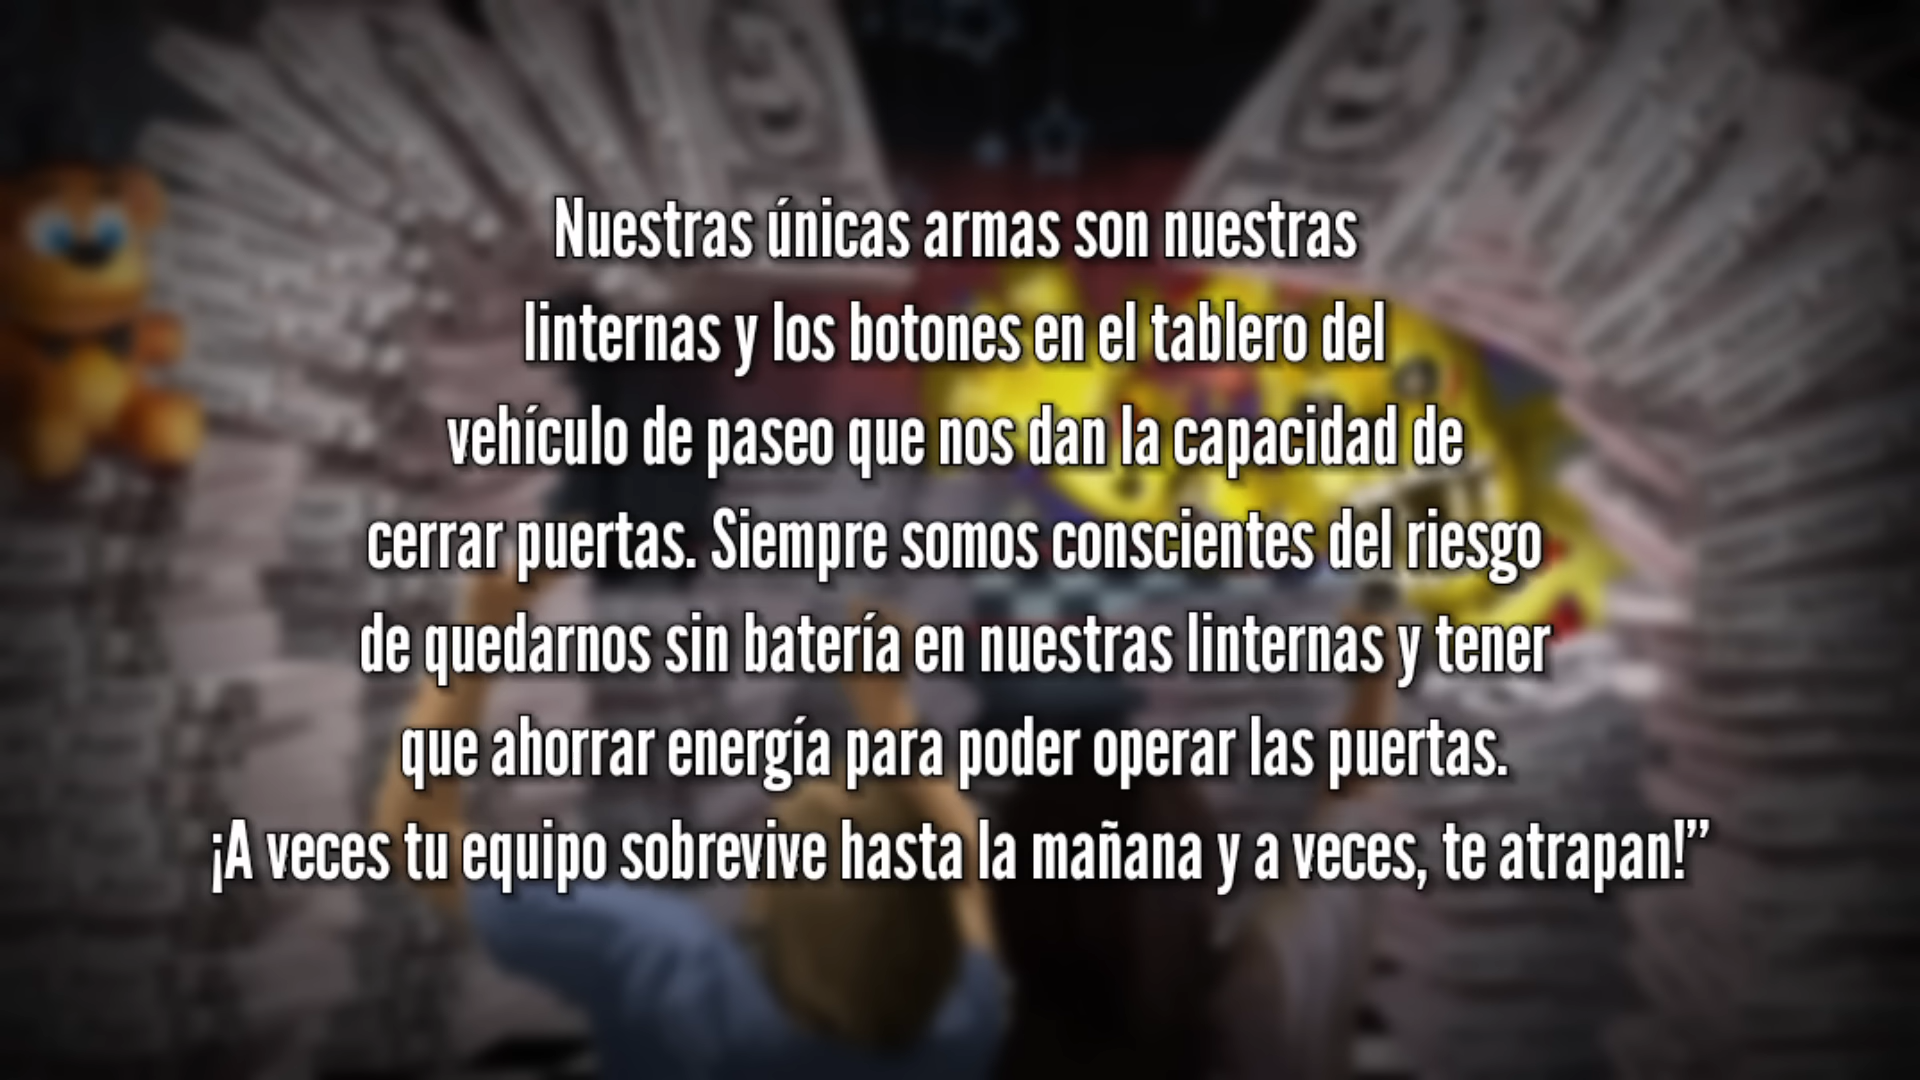 Nuestras únicas armas son nuestras
linternas y los botones en el tablero del
vehículo de paseo que nos dan la capacidad de
cerrar puertas. Siempre somos conscientes del riesgo
de quedarnos sin batería en nuestras linternas y tener
que ahorrar energía para poder operar las puertas.
¡A veces tu equipo sobrevive hasta la mañana y a veces, te atrapan!”